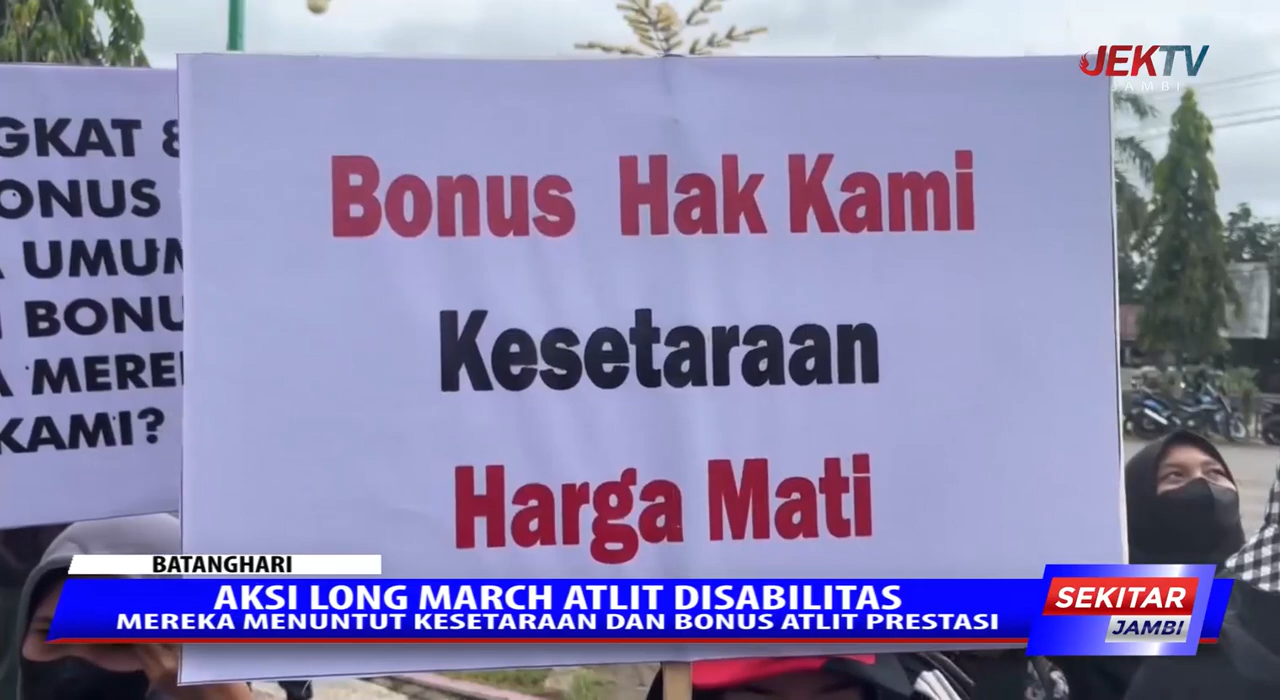 JEKTV
JAMBI
GKAT &
ONUS
UMUM
BONU
MERE
KAMI?
Bonus Hak Kami
Kesetaraan
Harga Mati
BATANGHARI
AKSI LONG MARCH ATLIT DISABILITAS
MEREKA MENUNTUT KESETARAAN DAN BONUS ATLIT PRESTASI
SEKITAR
JAMBI